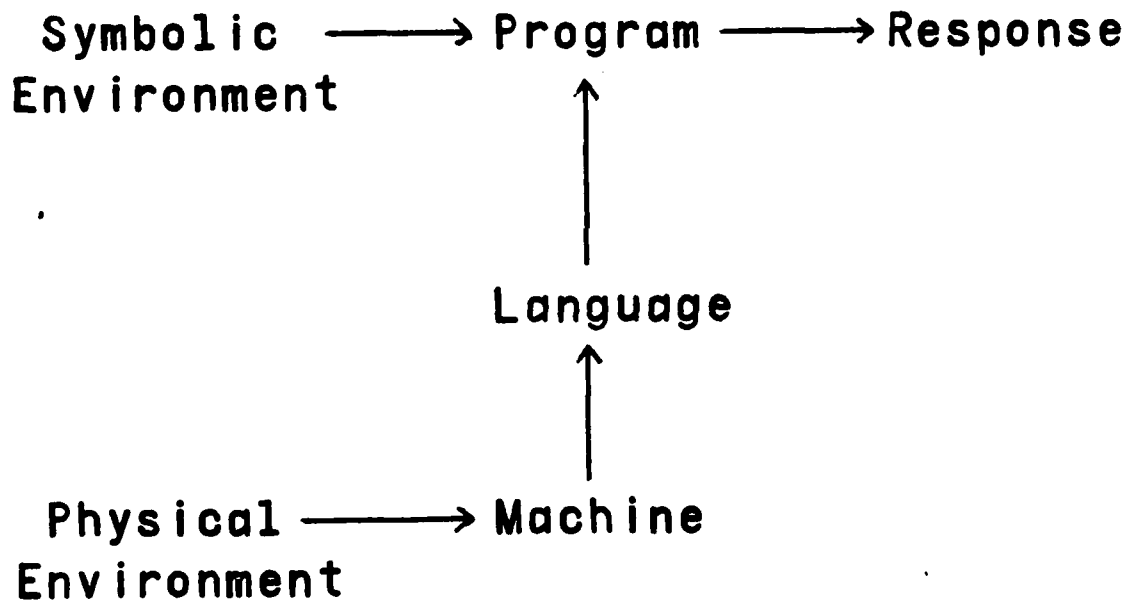 Symbolic → Program → Response
Environment
Language
Physical → Machine
Environment